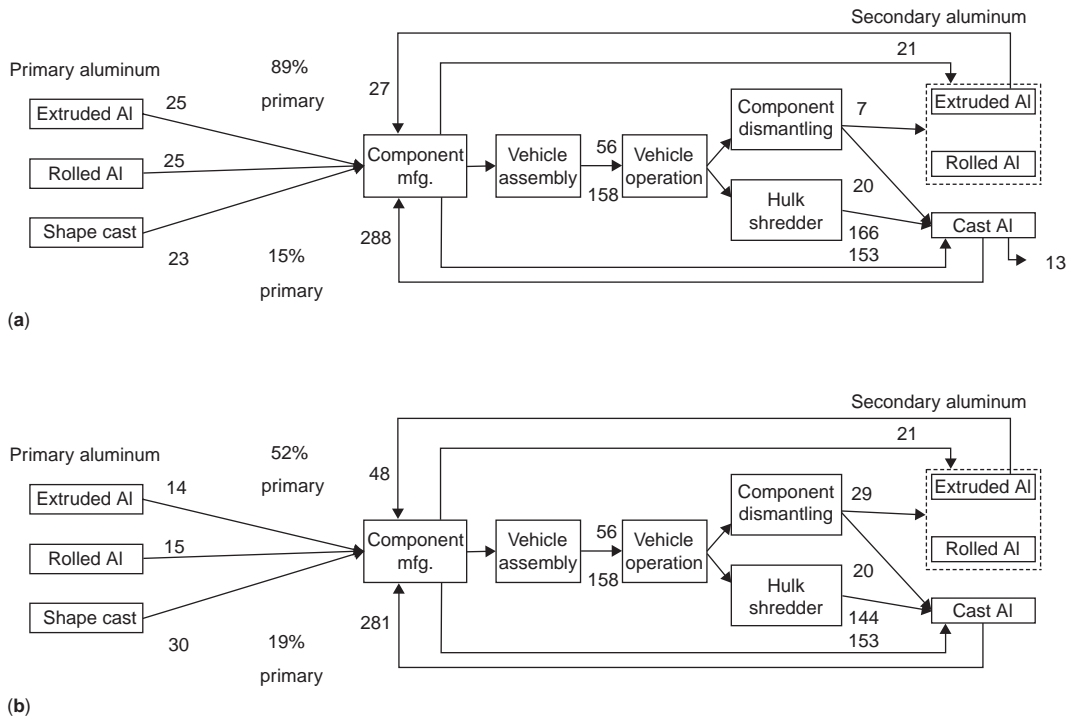 Secondary aluminum
21
Primary aluminum
89%
primary
27
Extruded Al
25
Rolled Al
25
Shape cast
23
15%
primary
Component
mfg.
288
Vehicle
assembly
56
158
Vehicle
operation
Component
dismantling
7
Hulk
shredder
20
166
153
Extruded Al
Rolled Al
Cast Al
13
(a)
Secondary aluminum
21
Primary aluminum
52%
primary
48
Extruded Al
14
Rolled Al
15
Shape cast
30
19%
primary
Component
mfg.
281
Vehicle
assembly
56
158
Vehicle
operation
Component
dismantling
29
Hulk
shredder
20
144
153
Extruded Al
Rolled Al
Cast Al
(b)